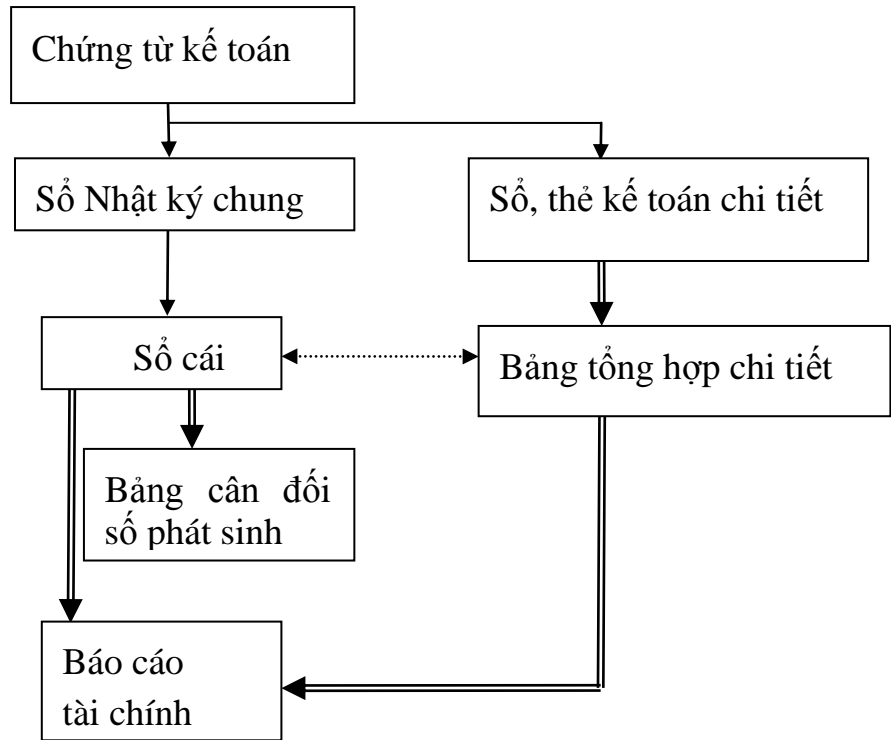 Chứng từ kế toán
Sổ Nhật ký chung
Sổ, thẻ kế toán chi tiết
Sổ cái
Bảng tổng hợp chi tiết
Bảng cân đối
số phát sinh
Báo cáo
tài chính